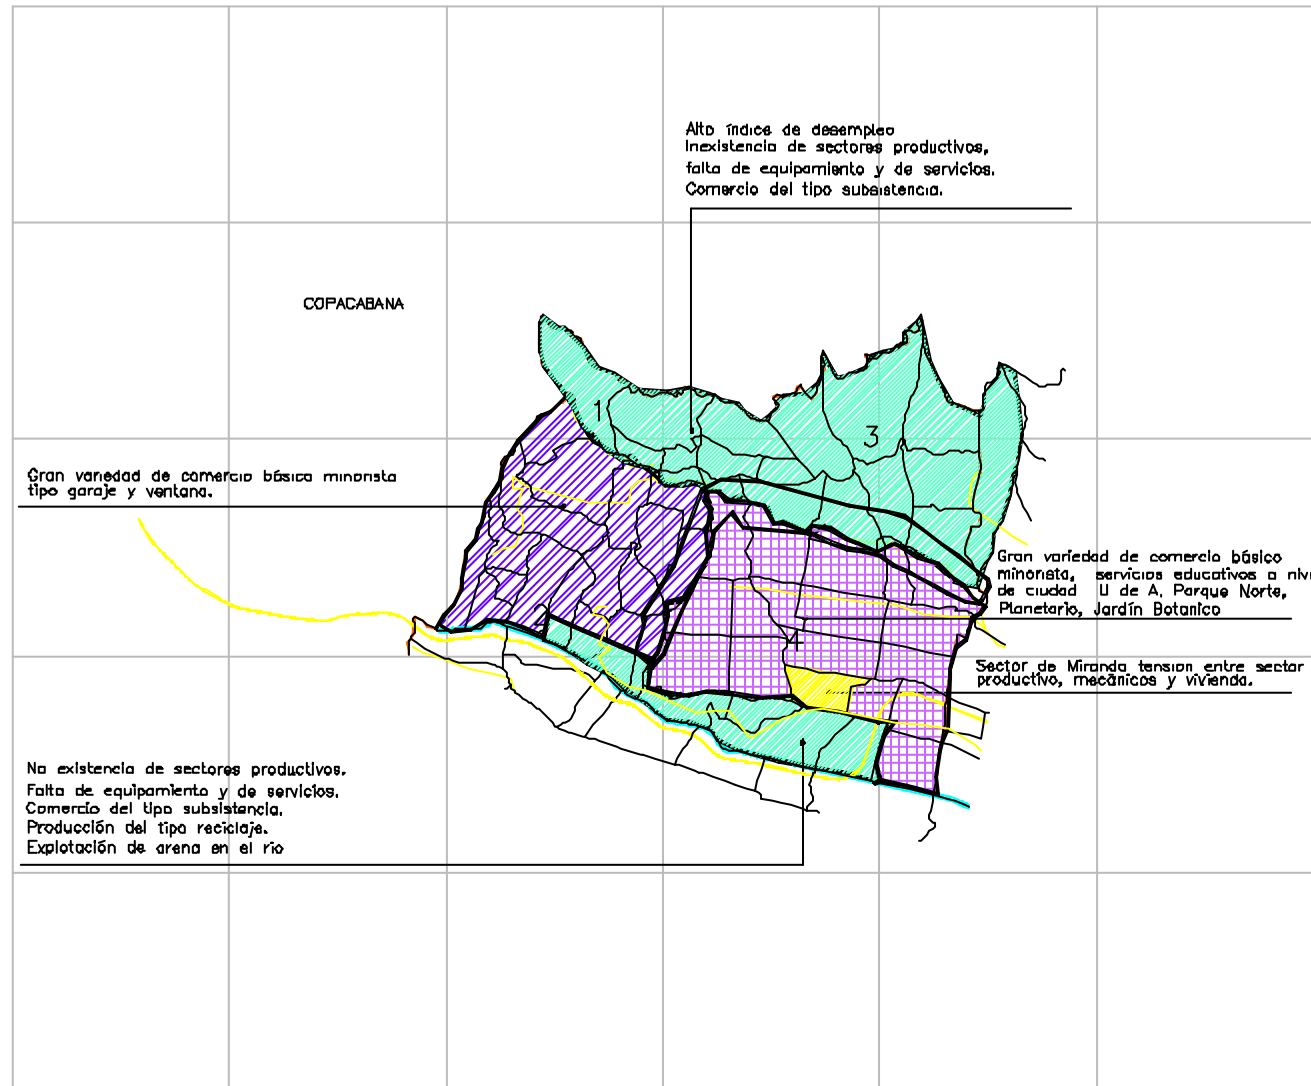 Alto índice de desempleo
Inexistencia de sectores productivos,
falta de equipamiento y de servicios.
Comercio del tipo subsistencia.
COPACABANA
1
3
Gran variedad de comercio básico minorista
tipo garaje y ventana.
Gran variedad de comercio básico
minorista, servicios educativos a niv
de ciudad U de A, Parque Norte,
Planetario, Jardín Botanico
4
Sector de Miranda tension entre sector
productivo, mecánicos y vivienda.
No existencia de sectores productivos.
Falta de equipamiento y de servicios.
Comercio del tipo subsistencia.
Producción del tipo reciclaje.
Explotación de arena en el rio